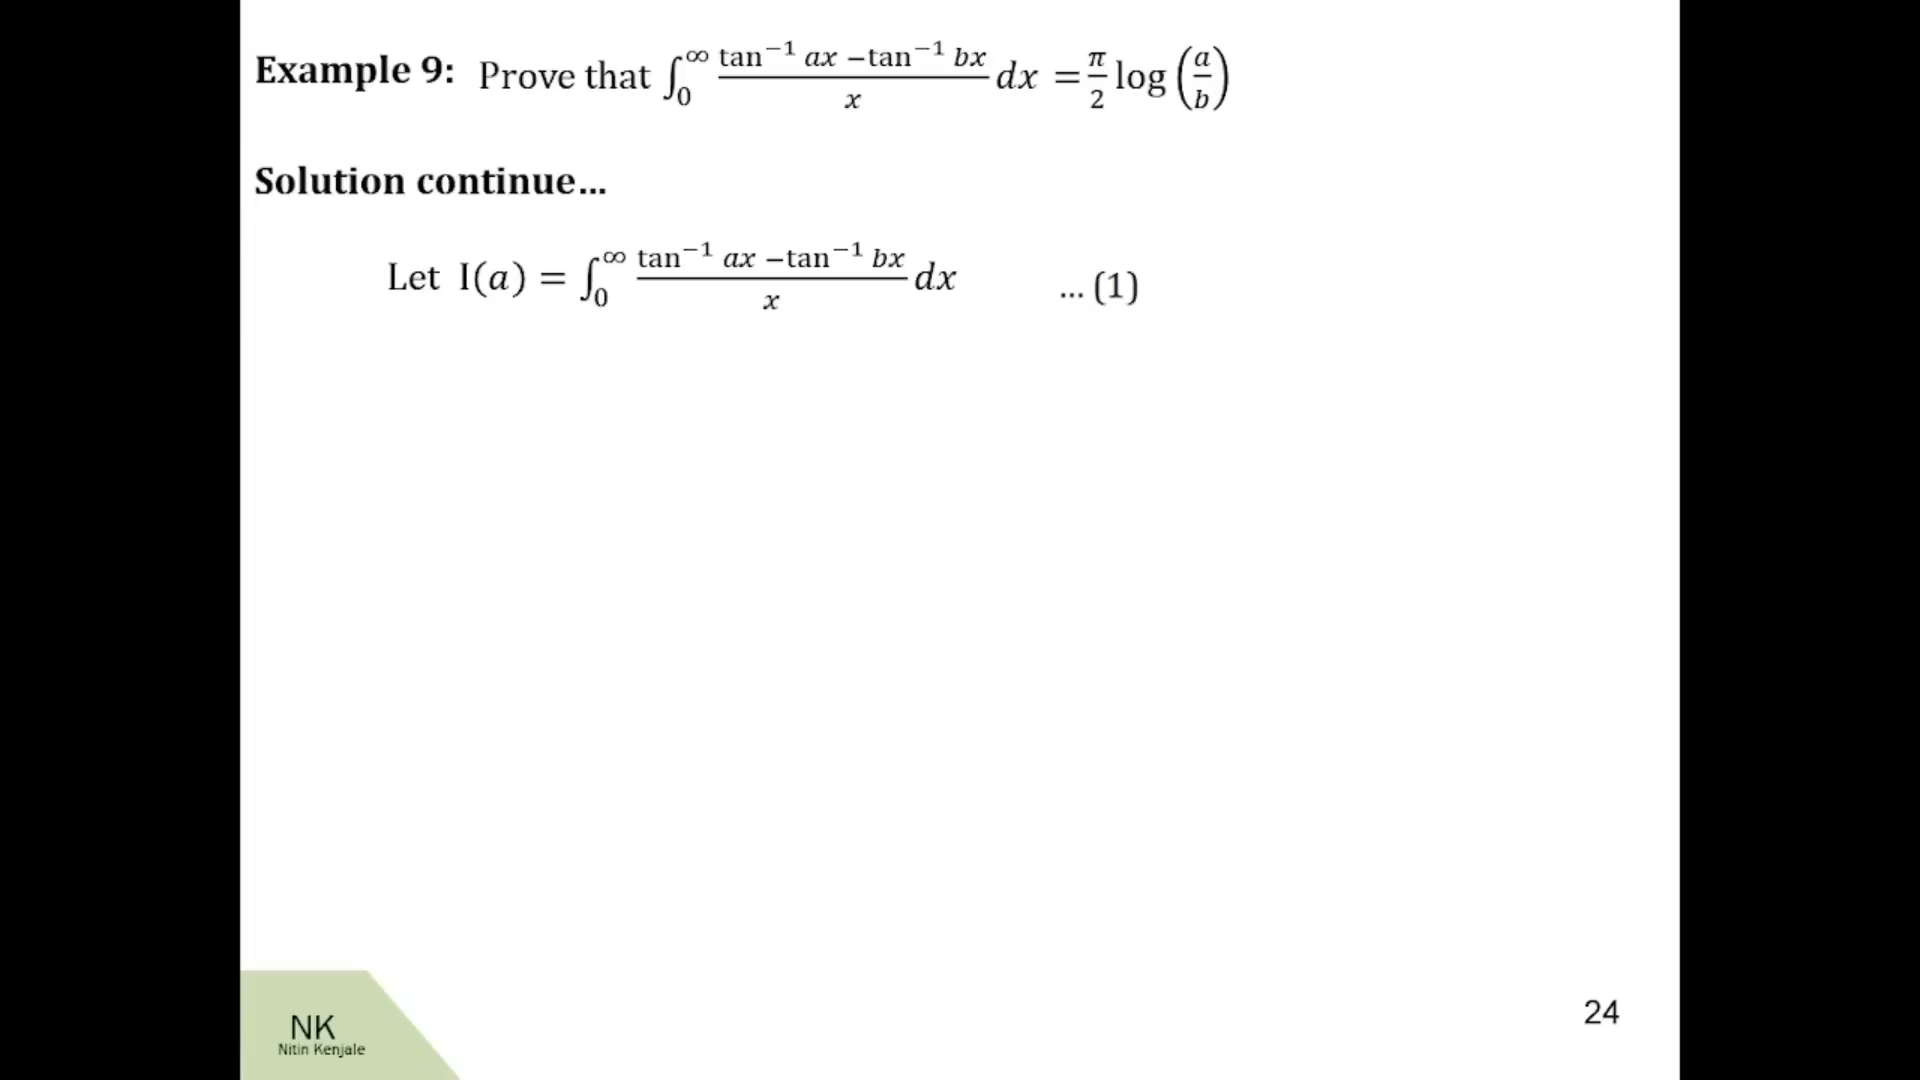 Example 9: Prove that ∫₀^∞ (tan⁻¹ ax − tan⁻¹ bx)/x dx = π/2 log (a/b)
Solution continue...
Let I(a) = ∫₀^∞ (tan⁻¹ ax − tan⁻¹ bx)/x dx ... (1)
NK
Nitin Kenjale
24